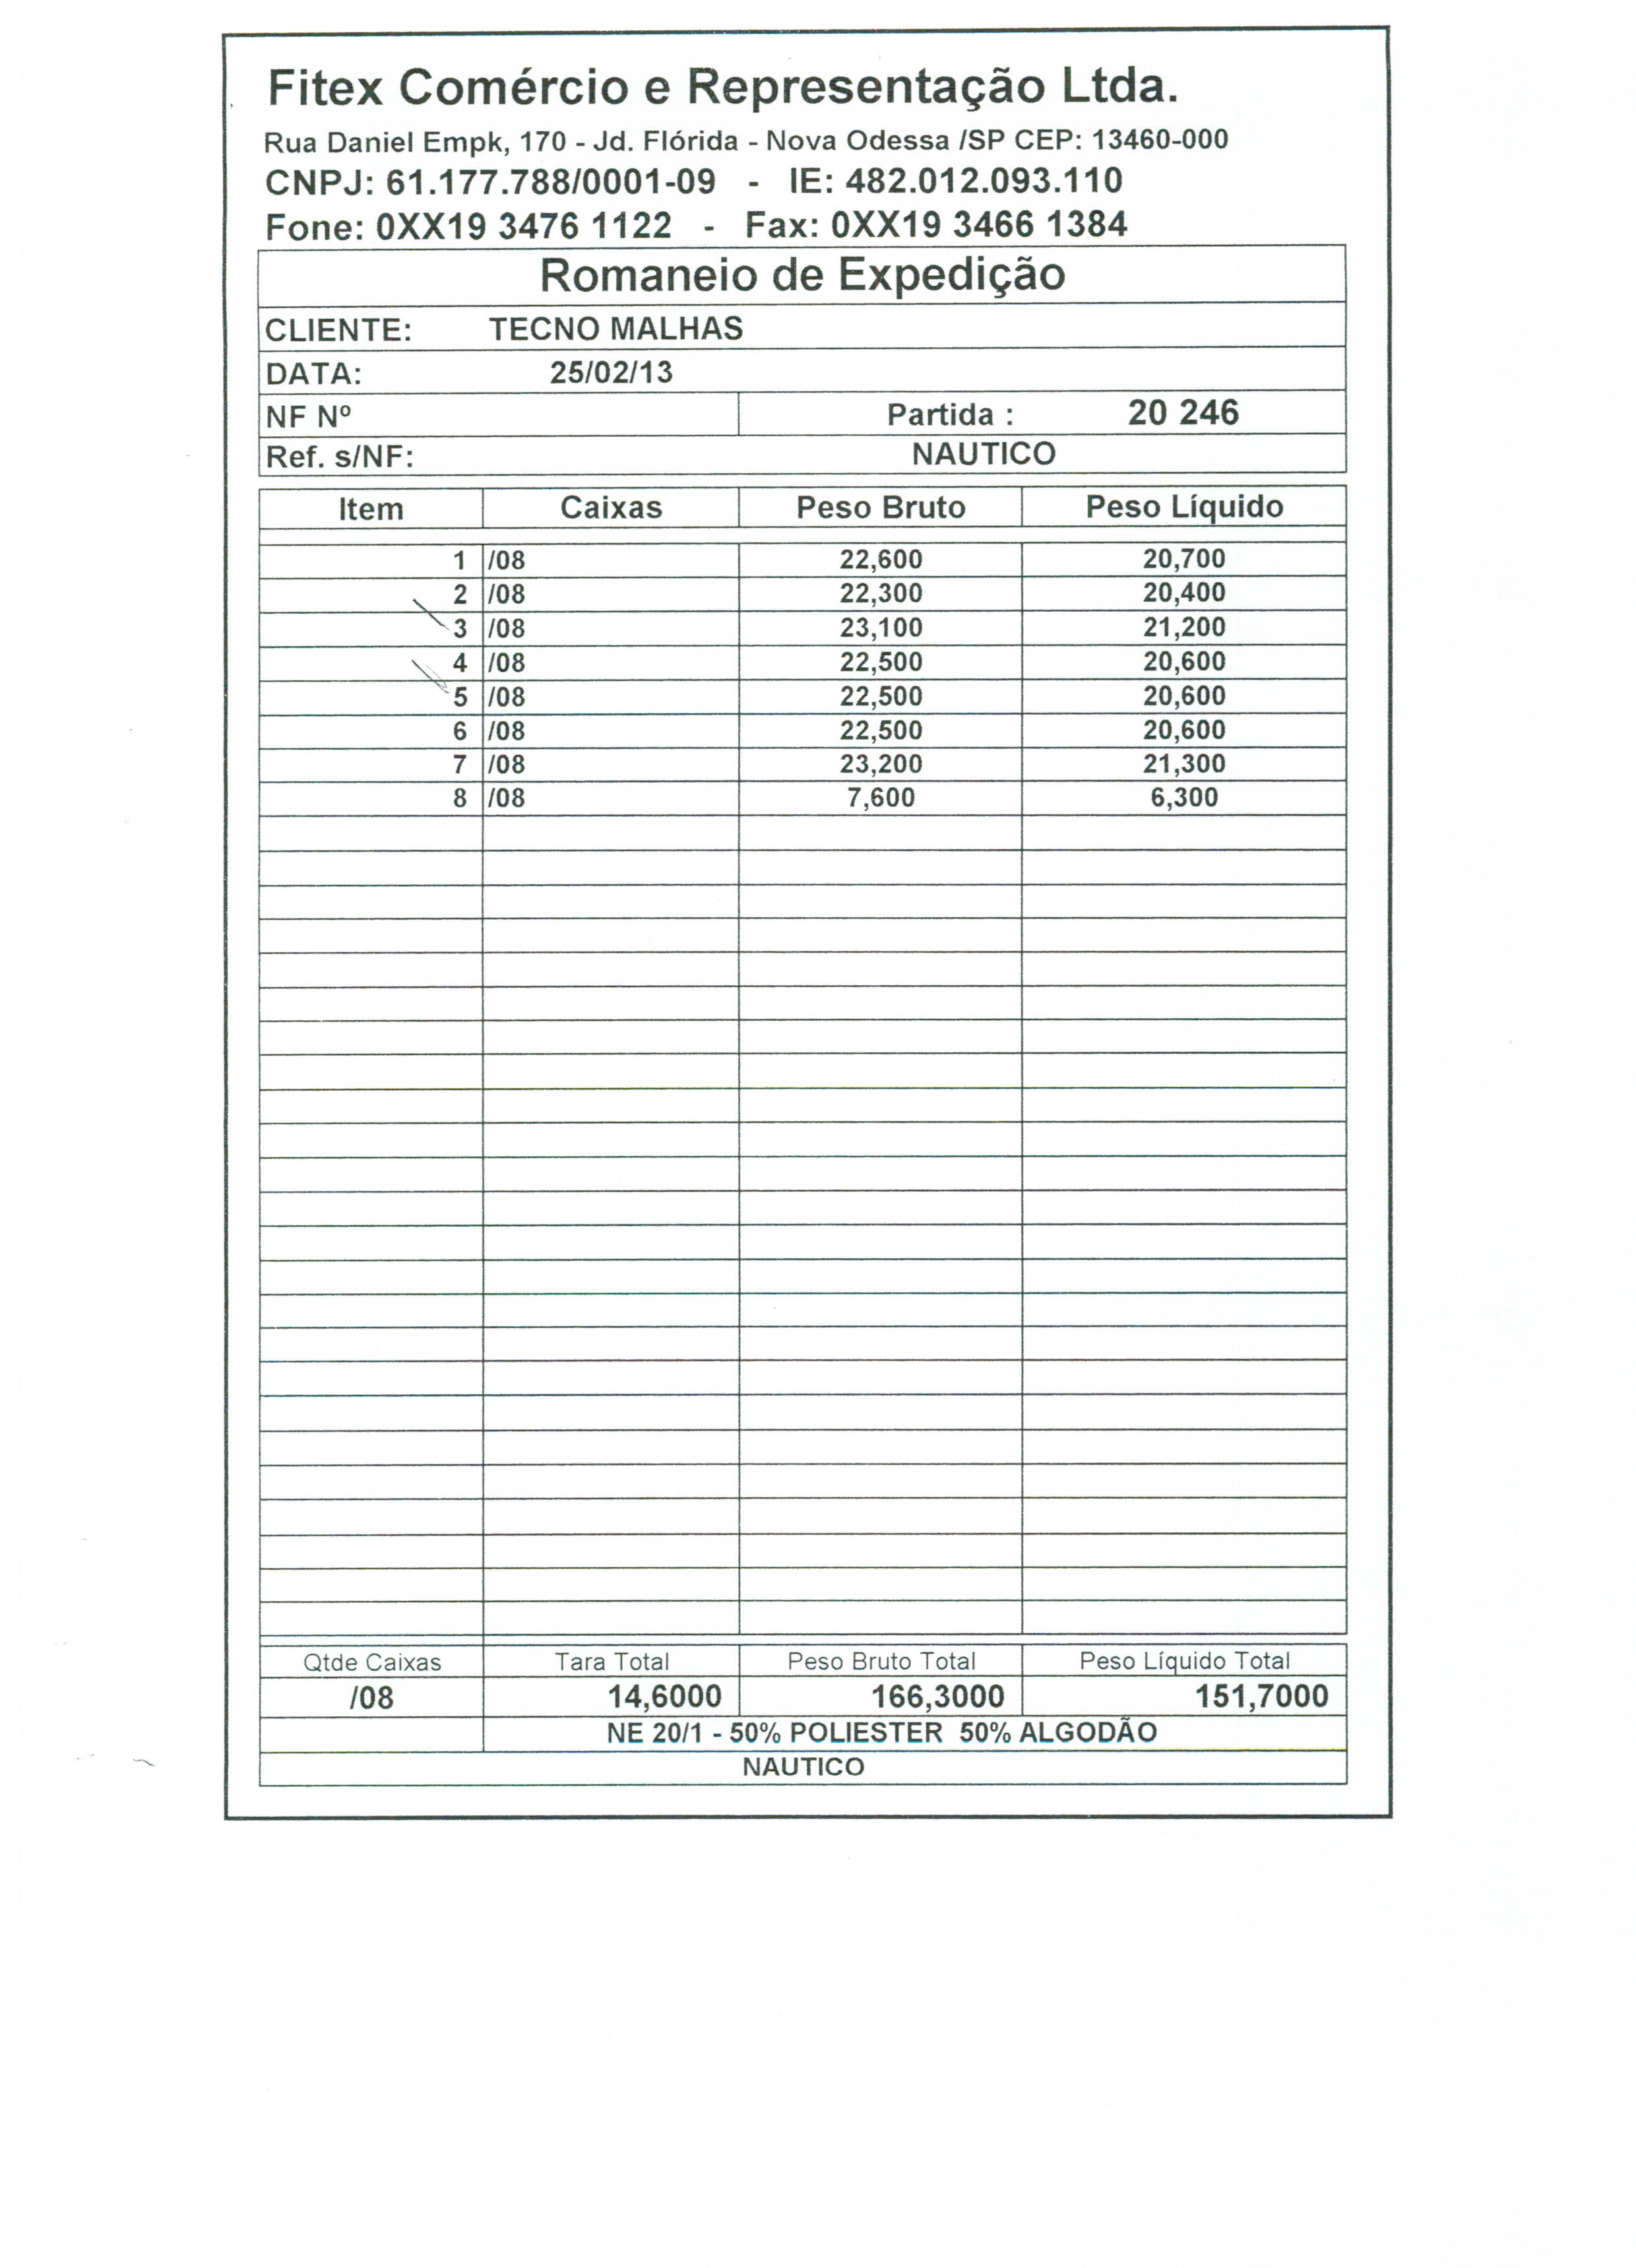 Fitex Comércio e Representação Ltda.
Rua Daniel Empk, 170 - Jd. Flórida - Nova Odessa /SP CEP: 13460-000
CNPJ: 61.177.788/0001-09 - IE: 482.012.093.110
Fone: 0XX19 3476 1122 - Fax: 0XX19 3466 1384
Romaneio de Expedição
CLIENTE: TECNO MALHAS
DATA: 25/02/13
NF Nº Partida : 20 246
Ref. s/NF: NAUTICO
Item Caixas Peso Bruto Peso Líquido
1 /08 22,600 20,700
2 /08 22,300 20,400
3 /08 23,100 21,200
4 /08 22,500 20,600
5 /08 22,500 20,600
6 /08 22,500 20,600
7 /08 23,200 21,300
8 /08 7,600 6,300
Qtde Caixas Tara Total Peso Bruto Total Peso Líquido Total
/08 14,6000 166,3000 151,7000
NE 20/1 - 50% POLIESTER 50% ALGODÃO
NAUTICO